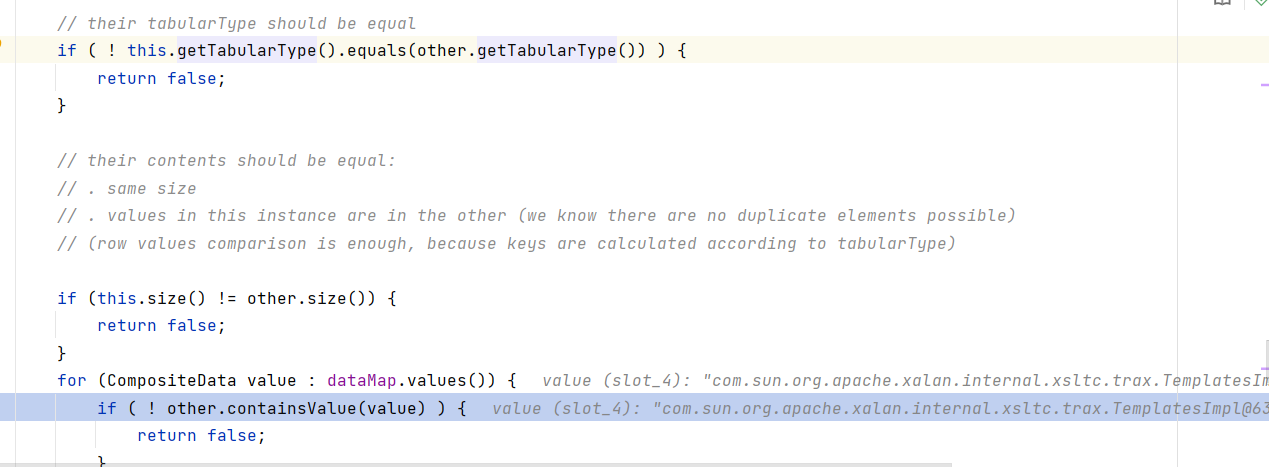 // their tabularType should be equal
if ( ! this.getTabularType().equals(other.getTabularType()) ) {
return false;
}
// their contents should be equal:
// . same size
// . values in this instance are in the other (we know there are no duplicate elements possible)
// (row values comparison is enough, because keys are calculated according to tabularType)
if (this.size() != other.size()) {
return false;
}
for (CompositeData value : dataMap.values()) { value (slot_4): "com.sun.org.apache.xalan.internal.xsltc.trax.TemplatesIm
if ( ! other.containsValue(value) ) { value (slot_4): "com.sun.org.apache.xalan.internal.xsltc.trax.TemplatesImpl@63
return false;
}